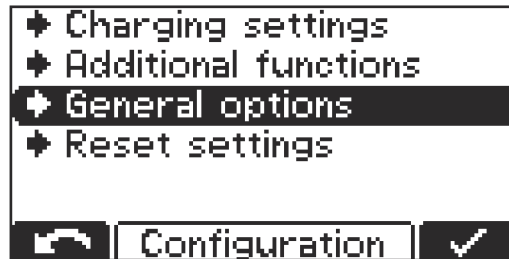 Charging settings
Additional functions
General options
Reset settings
Configuration